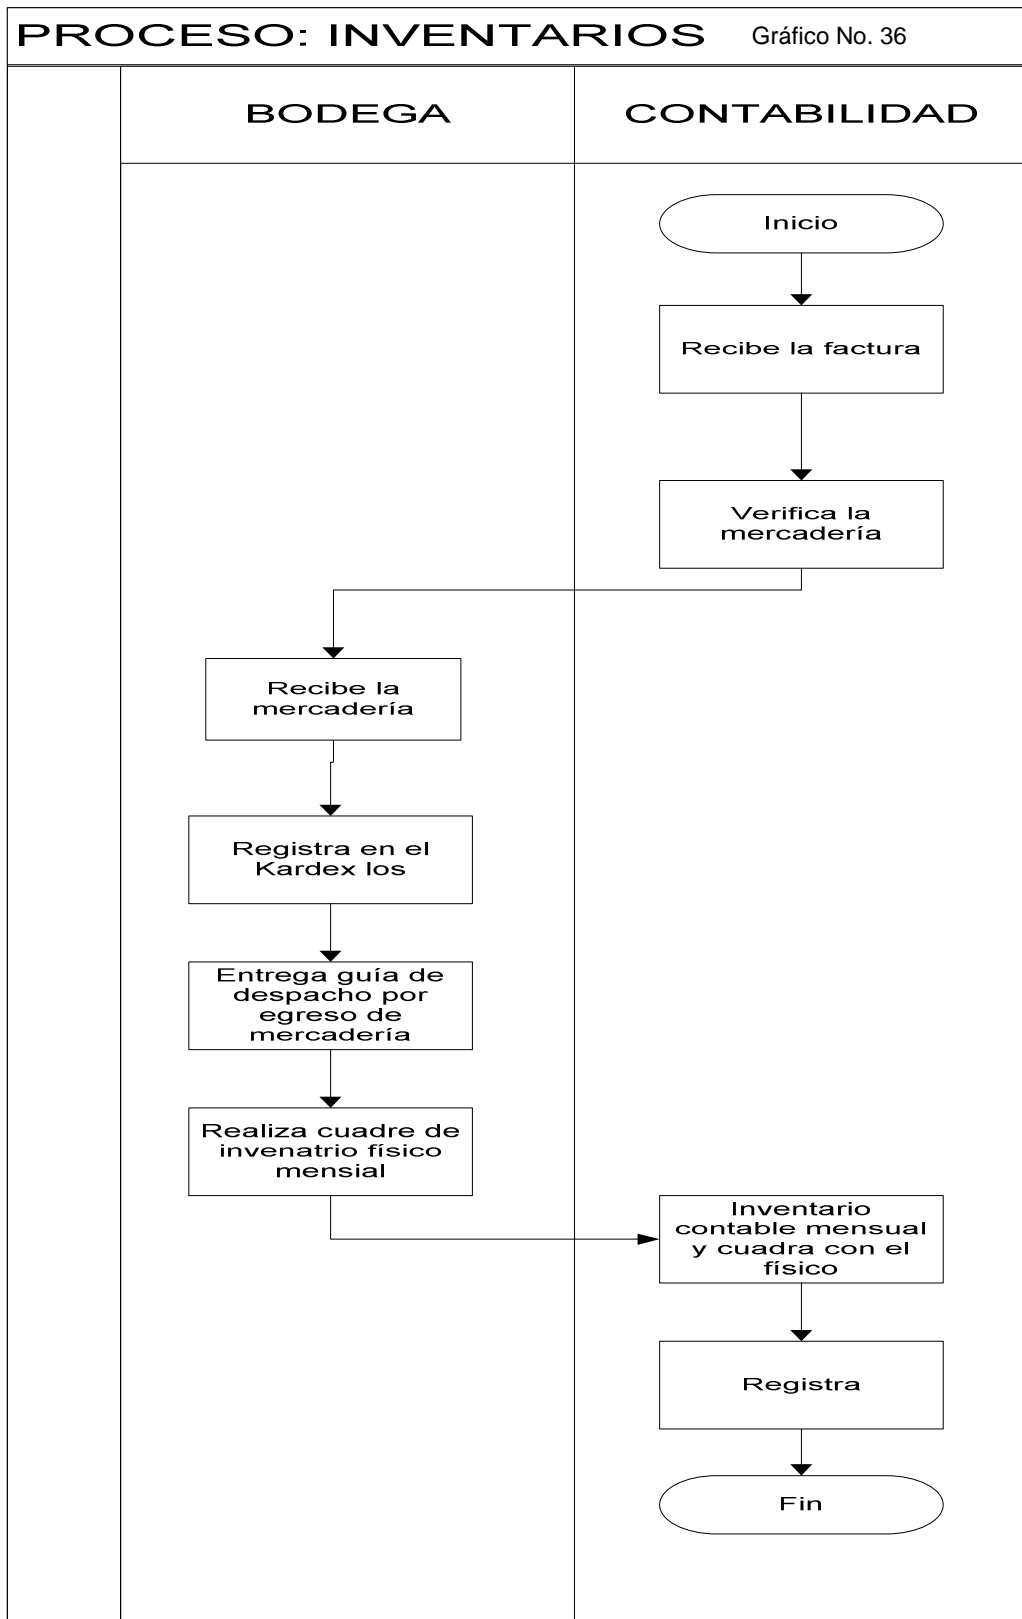 PROCESO: INVENTARIOS Gráfico No. 36
BODEGA
CONTABILIDAD
Inicio
Recibe la factura
Verifica la
mercadería
Recibe la
mercadería
Registra en el
Kardex los
Entrega guía de
despacho por
egreso de
mercadería
Realiza cuadre de
invenatrio físico
mensial
Inventario
contable mensual
y cuadra con el
físico
Registra
Fin